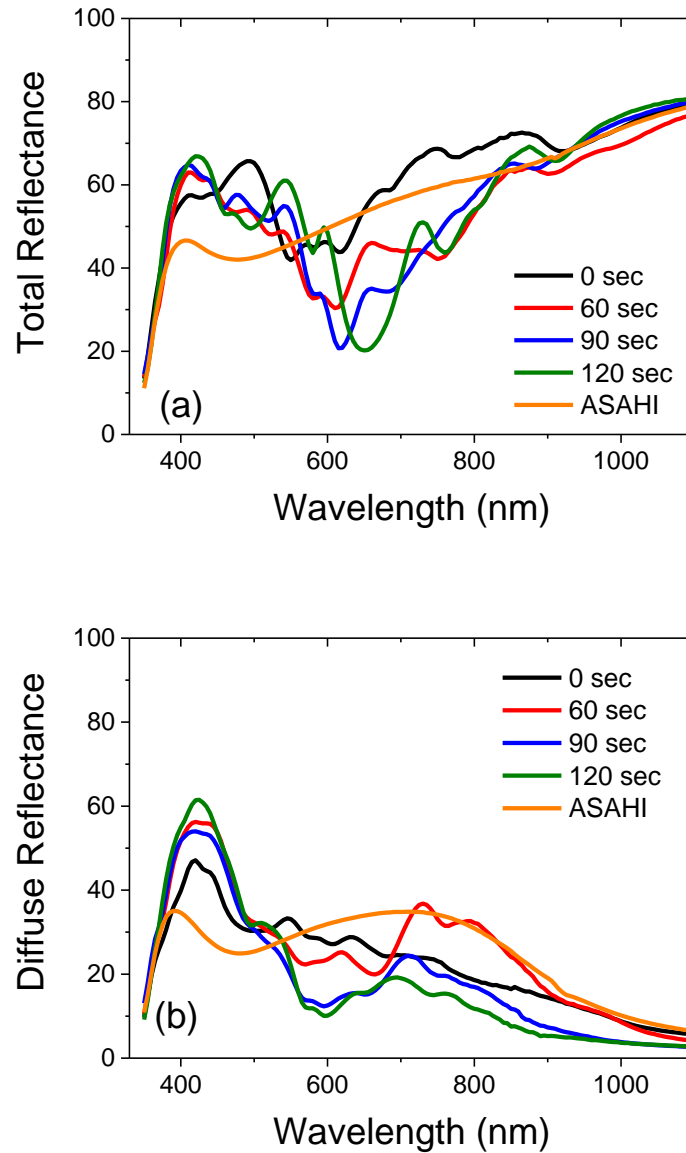 100
80
60
40
20
0
Total Reflectance
0 sec
60 sec
90 sec
120 sec
ASAHI
(a)
400 600 800 1000
Wavelength (nm)
100
80
60
40
20
0
Diffuse Reflectance
0 sec
60 sec
90 sec
120 sec
ASAHI
(b)
400 600 800 1000
Wavelength (nm)